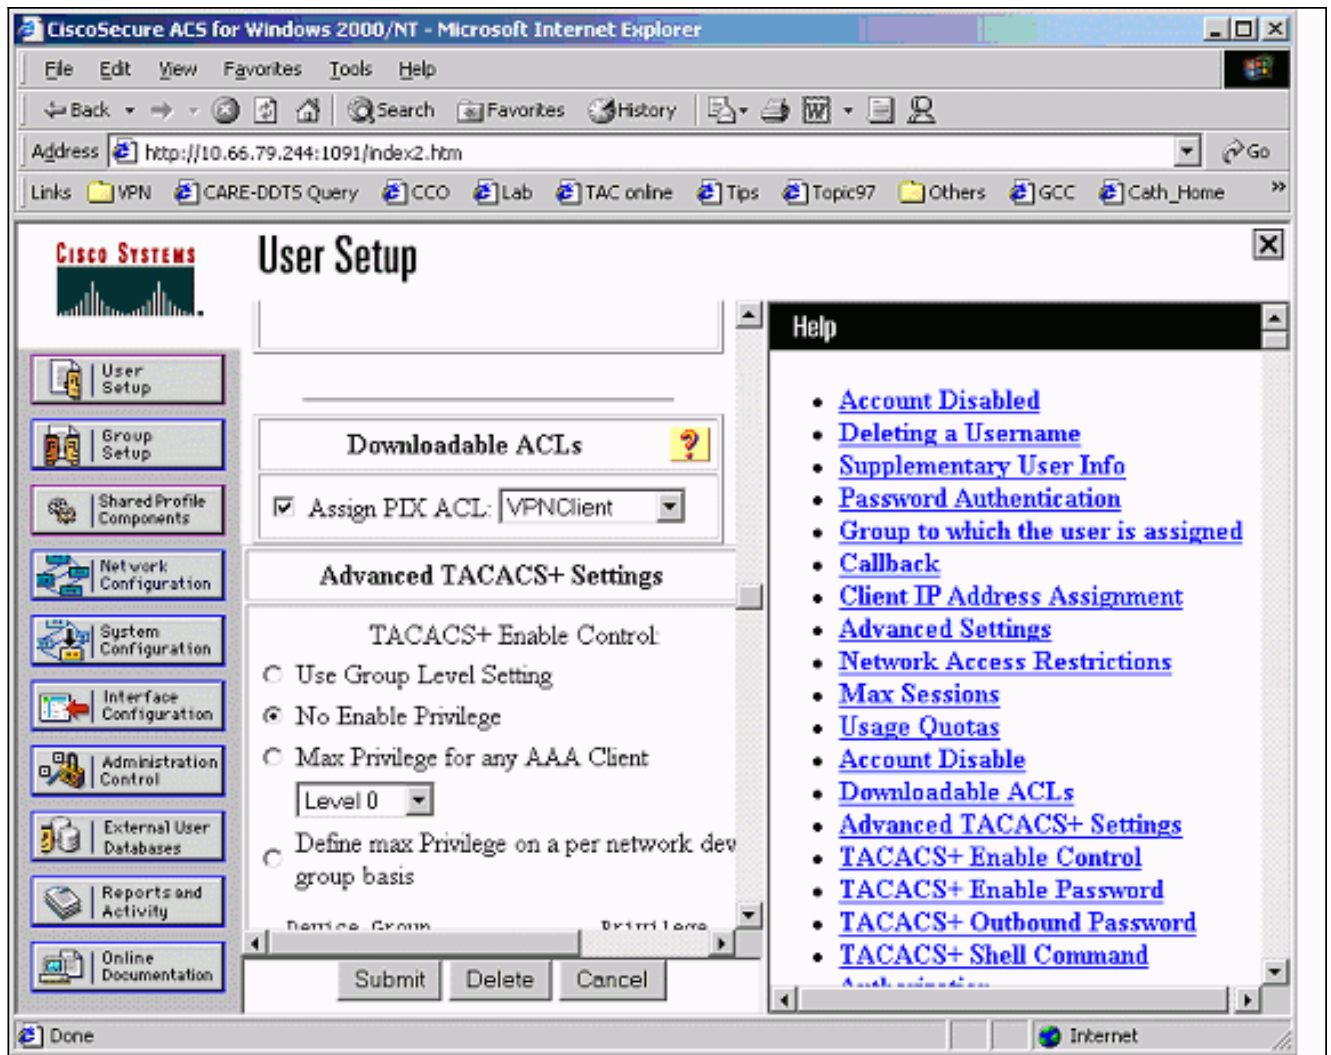 CiscoSecure ACS for Windows 2000/NT - Microsoft Internet Explorer
File Edit View Favorites Tools Help
Back Search Favorites History
Address http://10.66.79.244:1091/index2.htm Go
Links VPN CARE-DDTS Query CCO Lab TAC online Tips Topic97 Others GCC Cath_Home »
CISCO SYSTEMS
User Setup
User
Setup
Group
Setup
Shared Profile
Components
Network
Configuration
System
Configuration
Interface
Configuration
Administration
Control
External User
Databases
Reports and
Activity
Online
Documentation
Downloadable ACLs ?
Assign PIX ACL: VPNClient
Advanced TACACS+ Settings
TACACS+ Enable Control:
Use Group Level Setting
No Enable Privilege
Max Privilege for any AAA Client
Level 0
Define max Privilege on a per network dev
group basis
Device Group Privilege
Submit Delete Cancel
Help
Account Disabled
Deleting a Username
Supplementary User Info
Password Authentication
Group to which the user is assigned
Callback
Client IP Address Assignment
Advanced Settings
Network Access Restrictions
Max Sessions
Usage Quotas
Account Disable
Downloadable ACLs
Advanced TACACS+ Settings
TACACS+ Enable Control
TACACS+ Enable Password
TACACS+ Outbound Password
TACACS+ Shell Command
Authorization
Done Internet